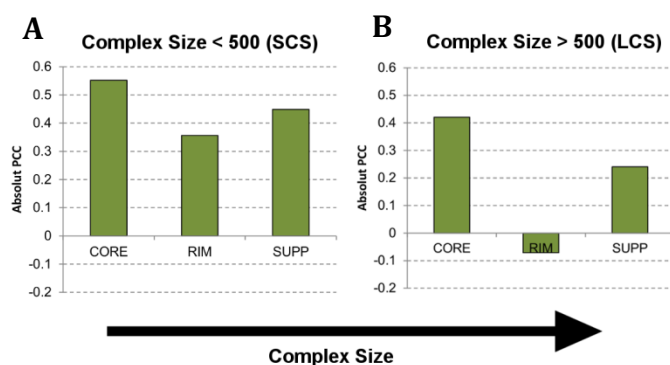 A
Complex Size < 500 (SCS)
Absolut PCC
0.6
0.5
0.4
0.3
0.2
0.1
0
-0.1
-0.2
CORE RIM SUPP
B
Complex Size > 500 (LCS)
Absolut PCC
0.6
0.5
0.4
0.3
0.2
0.1
0
-0.1
-0.2
CORE RIM SUPP
Complex Size